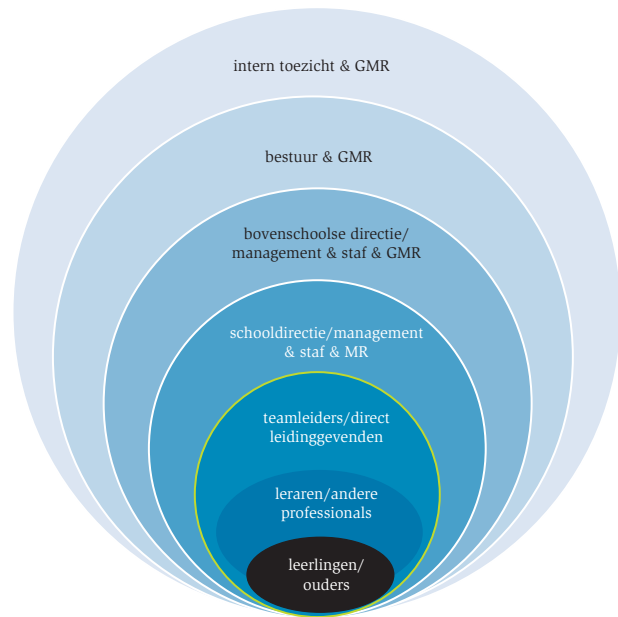 intern toezicht & GMR
bestuur & GMR
bovenschoolse directie/
management & staf & GMR
schooldirectie/management
& staf & MR
teamleiders/direct
leidinggevenden
leraren/andere
professionals
leerlingen/
ouders